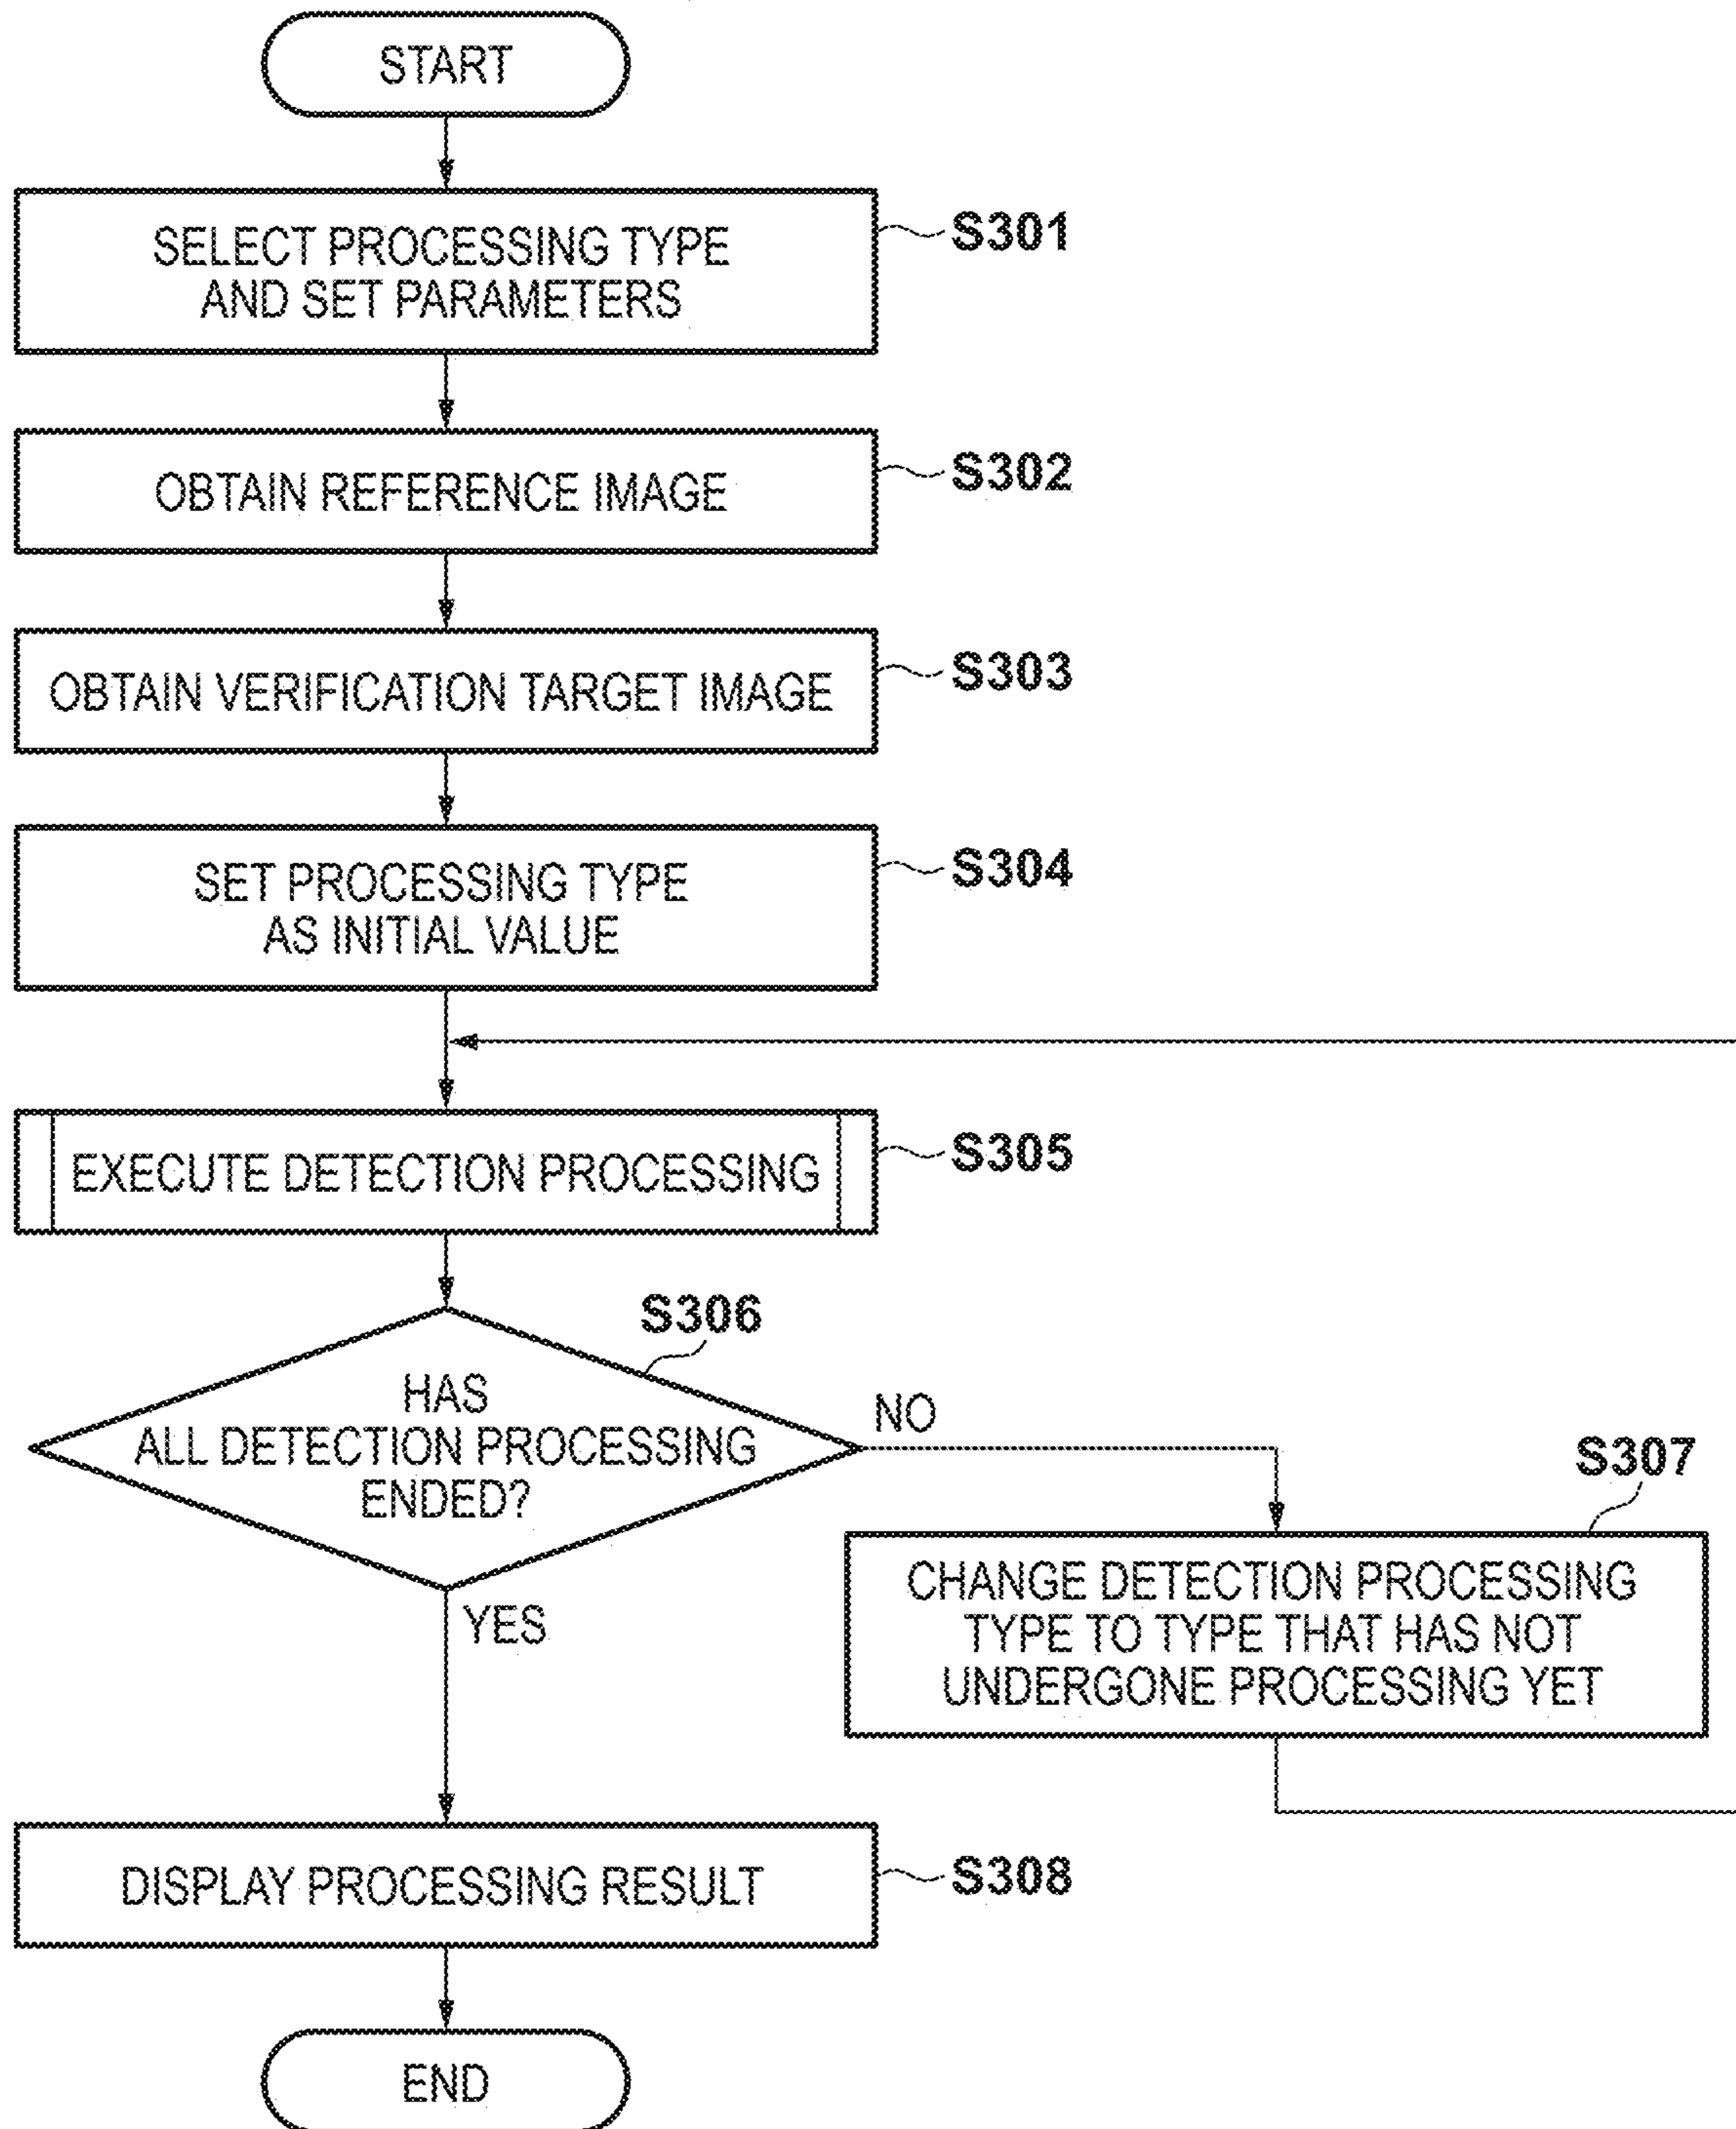 START
SELECT PROCESSING TYPE
AND SET PARAMETERS
S301
OBTAIN REFERENCE IMAGE
S302
OBTAIN VERIFICATION TARGET IMAGE
S303
SET PROCESSING TYPE
AS INITIAL VALUE
S304
EXECUTE DETECTION PROCESSING
S305
S306
HAS
ALL DETECTION PROCESSING
ENDED?
NO
YES
S307
CHANGE DETECTION PROCESSING
TYPE TO TYPE THAT HAS NOT
UNDERGONE PROCESSING YET
DISPLAY PROCESSING RESULT
S308
END